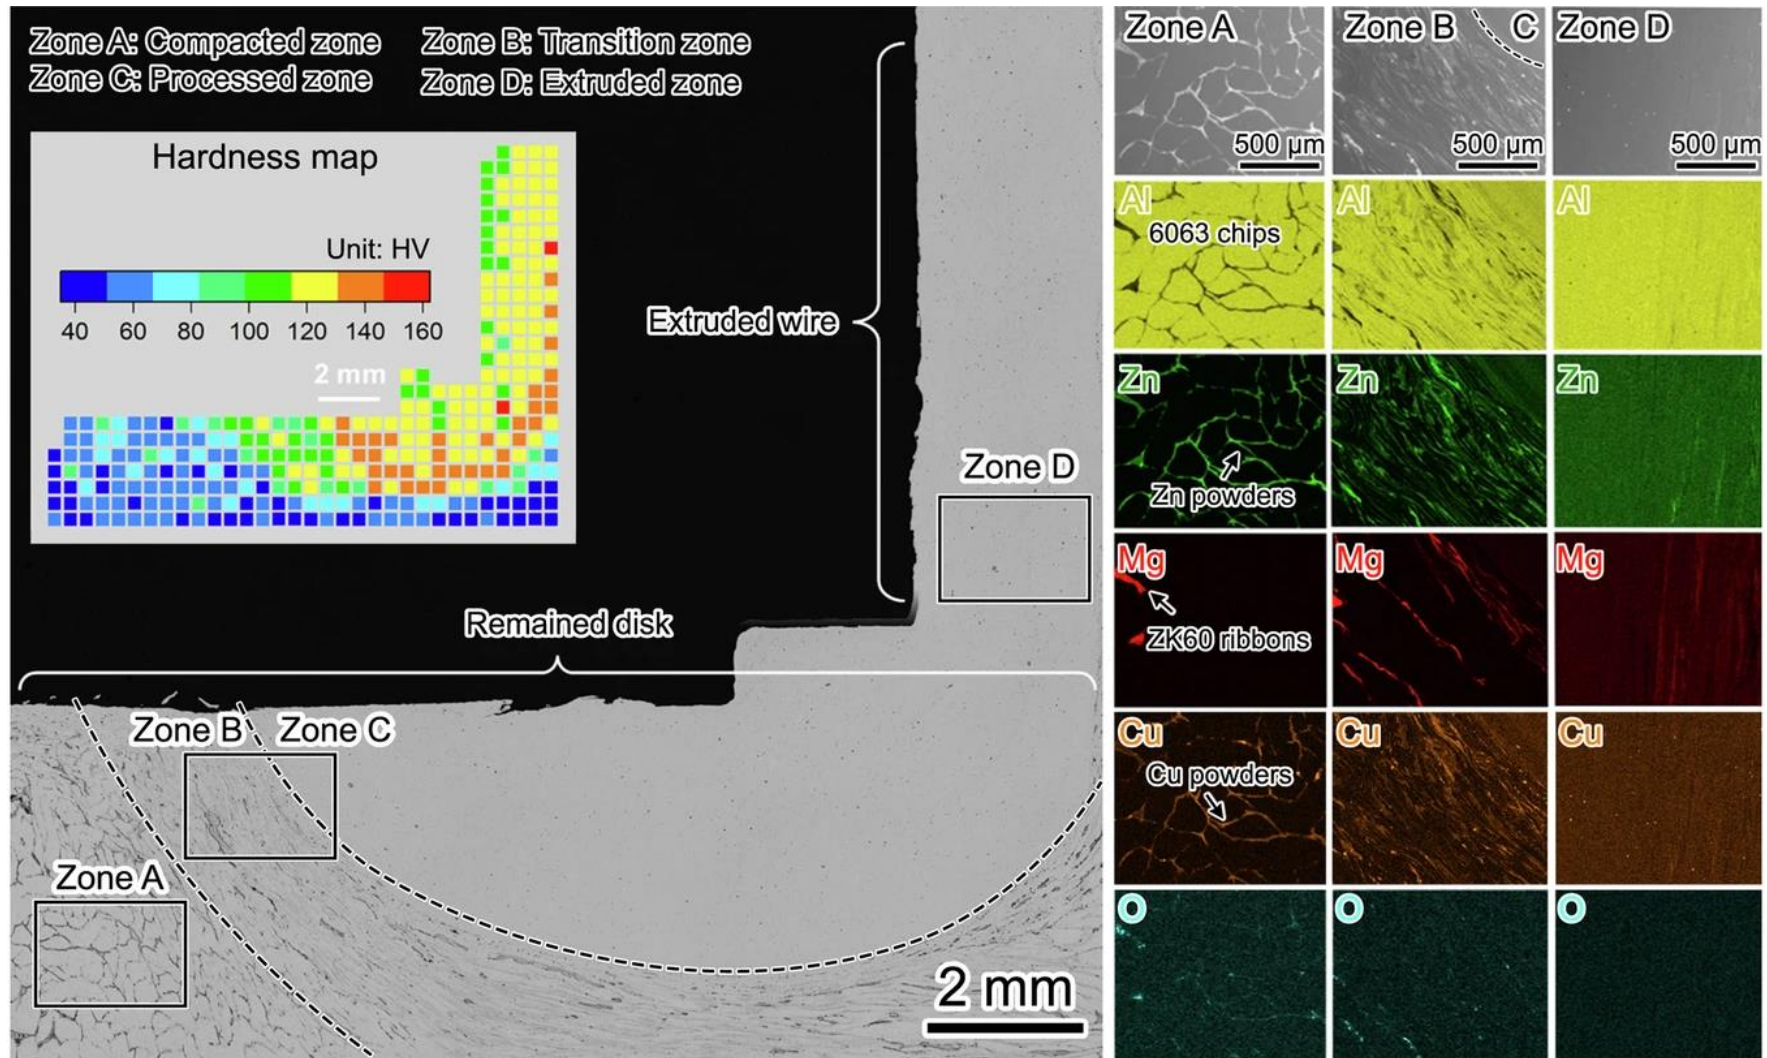 Zone A: Compacted zone
Zone B: Transition zone
Zone C: Processed zone
Zone D: Extruded zone
Hardness map
Unit: HV
40 60 80 100 120 140 160
2 mm
Extruded wire
Zone D
Remained disk
Zone B
Zone C
Zone A
2 mm
Zone A
500 µm
Zone B
C
500 µm
Zone D
500 µm
Al
6063 chips
Al
Al
Zn
Zn powders
Zn
Zn
Mg
ZK60 ribbons
Mg
Mg
Cu
Cu powders
Cu
Cu
O
O
O